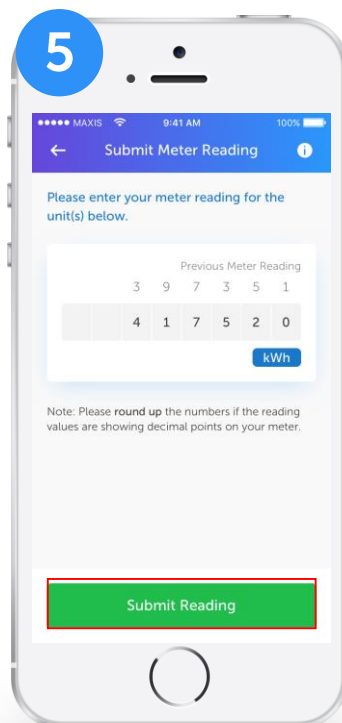 5
MAXIS 9:41 AM 100%
Submit Meter Reading i
Please enter your meter reading for the
unit(s) below.
Previous Meter Reading
3 9 7 3 5 1
4 1 7 5 2 0
kWh
Note: Please round up the numbers if the reading
values are showing decimal points on your meter.
Submit Reading